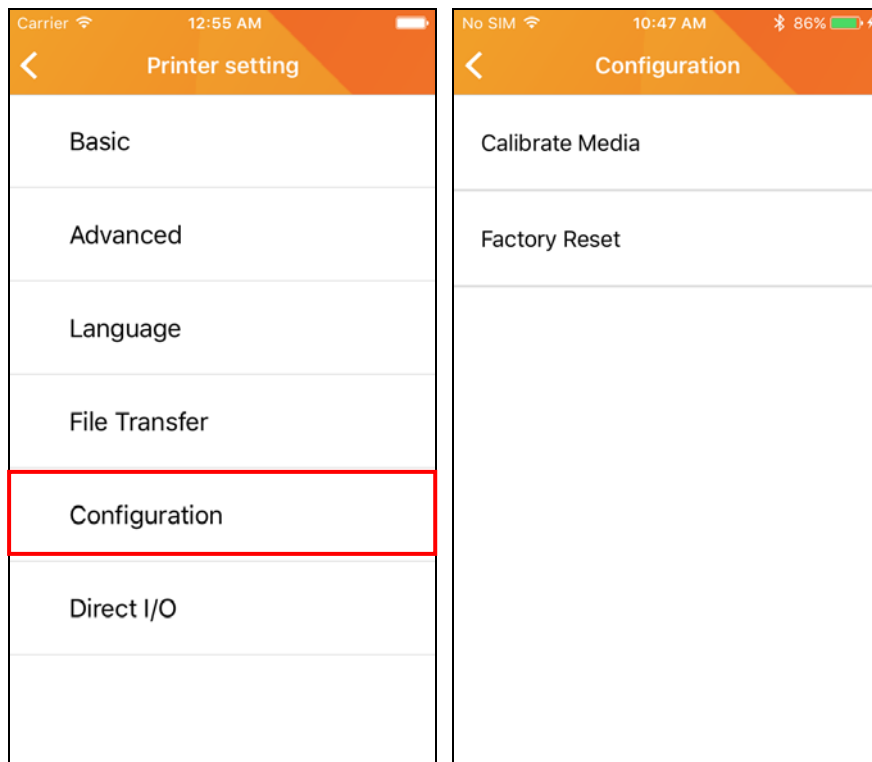 Carrier 12:55 AM
Printer setting
Basic
Advanced
Language
File Transfer
Configuration
Direct I/O
No SIM 10:47 AM 86%
Configuration
Calibrate Media
Factory Reset